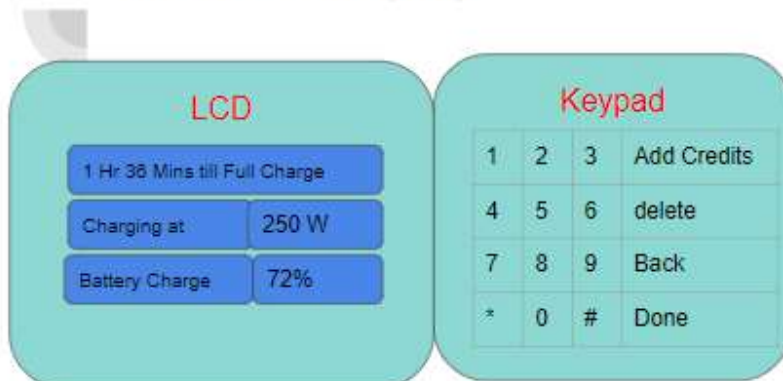 LCD
1 Hr 36 Mins till Full Charge
Charging at 250 W
Battery Charge 72%
Keypad
1 2 3 Add Credits
4 5 6 delete
7 8 9 Back
* 0 # Done